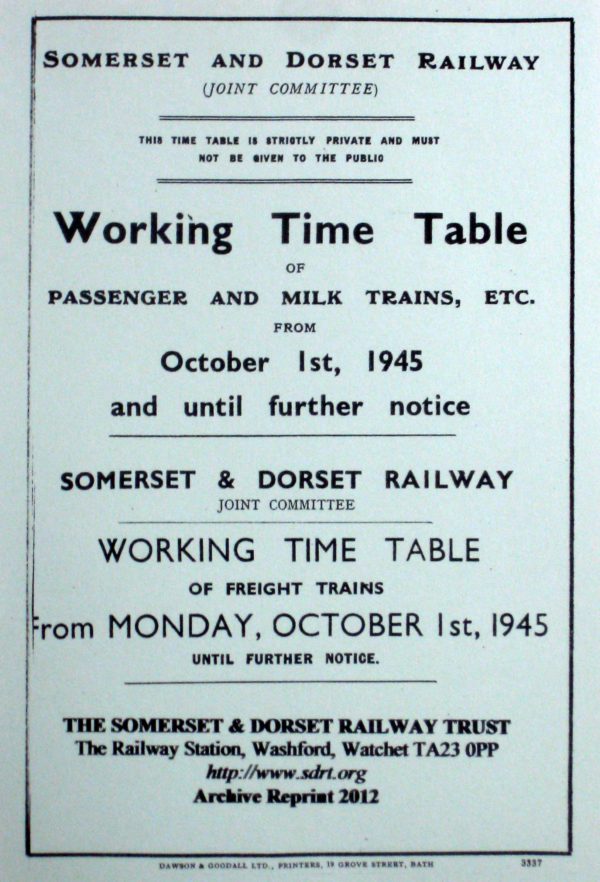 SOMERSET AND DORSET RAILWAY
(JOINT COMMITTEE)
THIS TIME TABLE IS STRICTLY PRIVATE AND MUST
NOT BE GIVEN TO THE PUBLIC
Working Time Table
OF
PASSENGER AND MILK TRAINS, ETC.
FROM
October 1st, 1945
and until further notice
SOMERSET & DORSET RAILWAY
JOINT COMMITTEE
WORKING TIME TABLE
OF FREIGHT TRAINS
From MONDAY, OCTOBER 1st, 1945
UNTIL FURTHER NOTICE.
THE SOMERSET & DORSET RAILWAY TRUST
The Railway Station, Washford, Watchet TA23 0PP
http://www.sdrt.org
Archive Reprint 2012
DAWSON & GOODALL LTD., PRINTERS, 19 GROVE STREET, BATH 3337